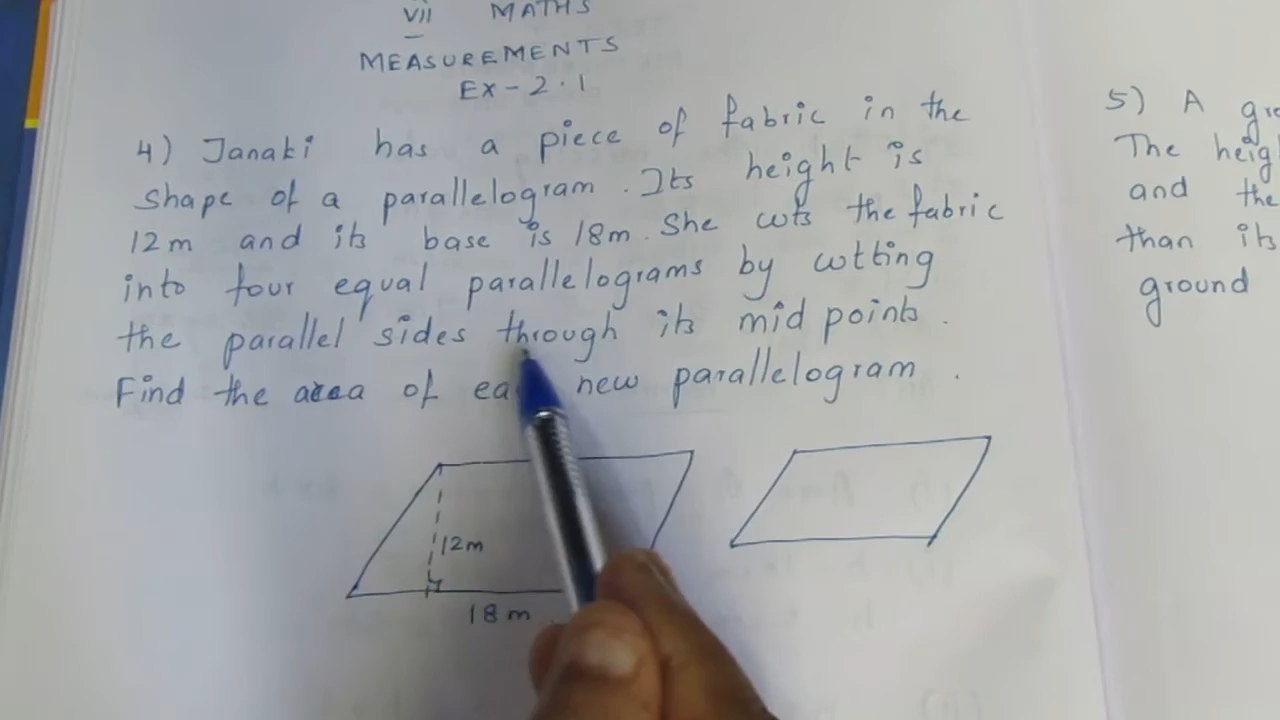 VII MATHS
MEASUREMENTS
EX-2.1
4) Janaki has a piece of fabric in the
shape of a parallelogram. Its height is
12m and its base is 18m. She cuts the fabric
into four equal parallelograms by cutting
the parallel sides through its mid points.
Find the area of new parallelogram.
12m
18m
5) A
The
and the
than its
ground